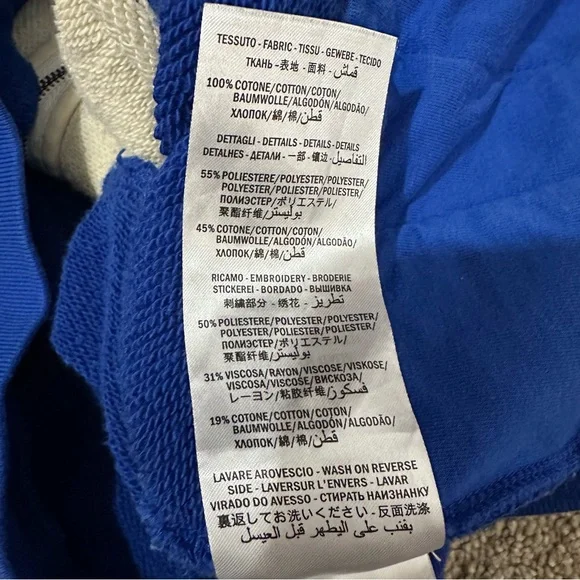 TESSUTO - FABRIC - TISSU - GEWEBE - TECIDO
ТКАНЬ - 表地 - 面料 - قماش
100% COTONE/COTTON/COTON/
BAUMWOLLE/ALGODÓN/ALGODÃO/
ХЛОПОК/綿/棉/قطن
DETTAGLI - DETTAILS - DETAILS - DETAILS
DETALHES - ДЕТАЛИ - 一部 - 镶边 - التفاصيل
55% POLIESTERE/POLYESTER/POLYESTER/
POLYESTER/POLIÉSTER/POLIÉSTER/
ПОЛИЭСТЕР/ポリエステル/
聚酯纤维/بوليستر
45% COTONE/COTTON/COTON/
BAUMWOLLE/ALGODÓN/ALGODÃO/
ХЛОПОК/綿/棉/قطن
RICAMO - EMBROIDERY - BRODERIE
STICKEREI - BORDADO - ВЫШИВКА
刺繍部分 - 绣花 - تطريز
50% POLIESTERE/POLYESTER/POLYESTER/
POLYESTER/POLIÉSTER/POLIÉSTER/
ПОЛИЭСТЕР/ポリエステル/
聚酯纤维/بوليستر
31% VISCOSA/RAYON/VISCOSE/VISKOSE/
VISCOSA/VISCOSE/ВИСКОЗА/
レーヨン/粘胶纤维/فسكوز
19% COTONE/COTTON/COTON/
BAUMWOLLE/ALGODÓN/ALGODÃO/
ХЛОПОК/綿/棉/قطن
LAVARE AROVESCIO - WASH ON REVERSE
SIDE - LAVERSUR L'ENVERS - LAVAR
VIRADO DO AVESSO - СТИРАТЬ НАИЗНАНКУ
裏返してお洗いください - 反面洗涤
يقنب على البطهر قبل العيسل